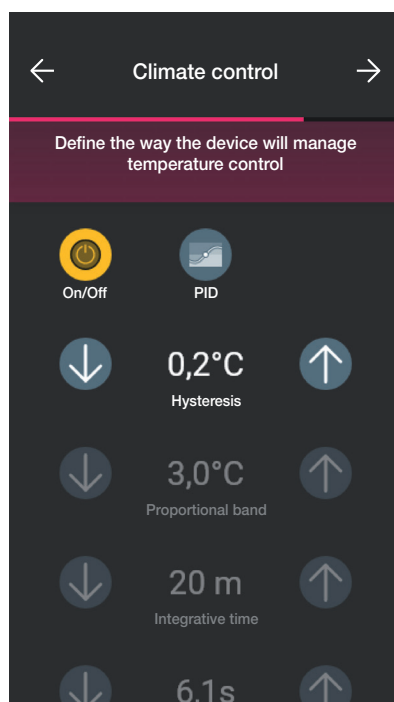 Climate control
Define the way the device will manage
temperature control
On/Off
PID
0,2°C
Hysteresis
3,0°C
Proportional band
20 m
Integrative time
6,1s